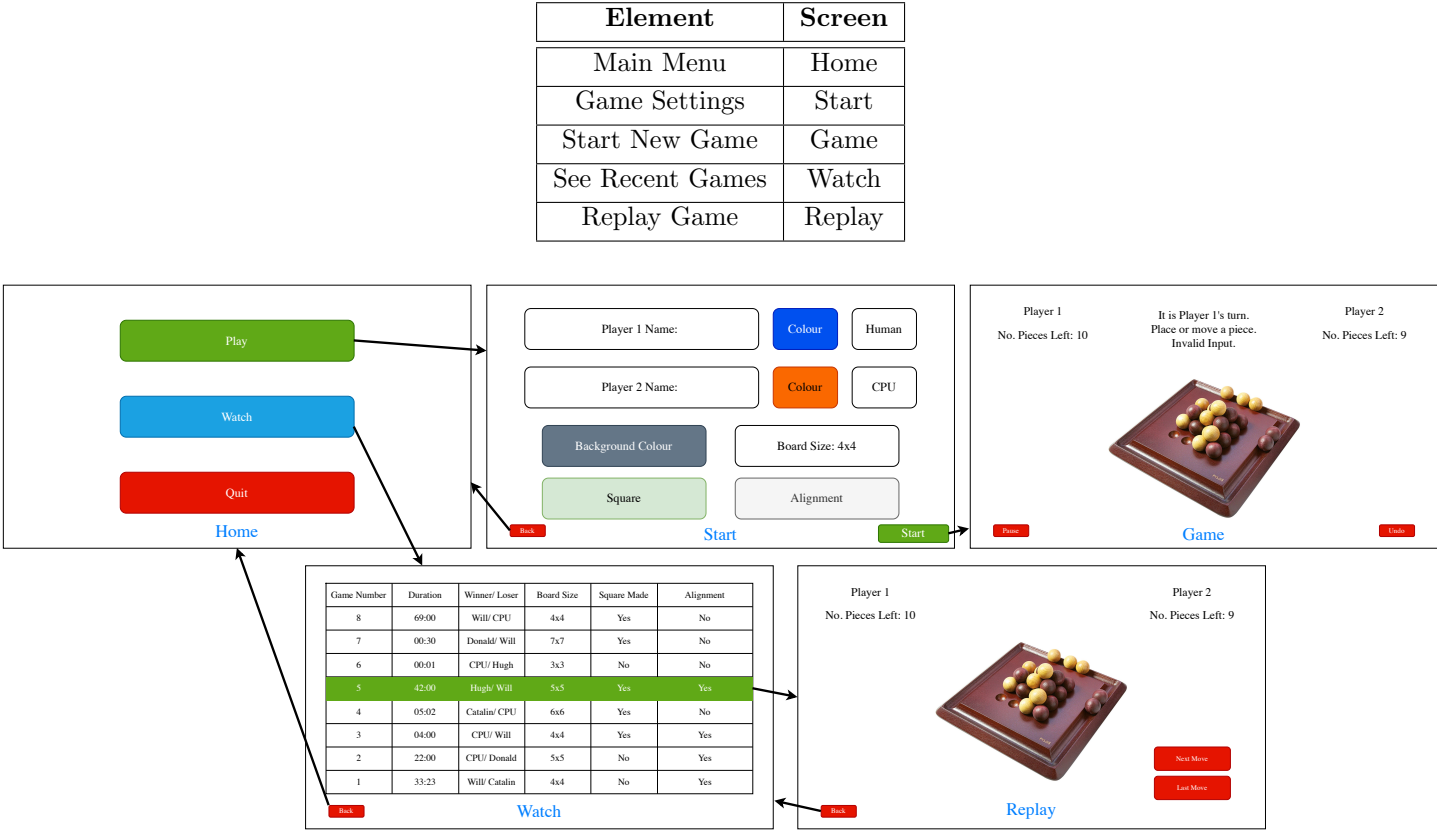 Element Screen
Main Menu Home
Game Settings Start
Start New Game Game
See Recent Games Watch
Replay Game Replay
Play
Watch
Quit
Home
Player 1 Name: Colour Human
Player 2 Name: Colour CPU
Background Colour Board Size: 4x4
Square Alignment
Back Start Start
Player 1
No. Pieces Left: 10
It is Player 1's turn.
Place or move a piece.
Invalid Input.
Player 2
No. Pieces Left: 9
Pause Game Undo
Game Number Duration Winner/ Loser Board Size Square Made Alignment
8 69:00 Will/ CPU 4x4 Yes No
7 00:30 Donald/ Will 7x7 Yes No
6 00:01 CPU/ Hugh 3x3 No No
5 42:00 Hugh/ Will 5x5 Yes Yes
4 05:02 Catalin/ CPU 6x6 Yes No
3 04:00 CPU/ Will 4x4 Yes Yes
2 22:00 CPU/ Donald 5x5 No Yes
1 33:23 Will/ Catalin 4x4 No Yes
Back Watch
Player 1
No. Pieces Left: 10
Player 2
No. Pieces Left: 9
Next Move
Last Move
Back Replay